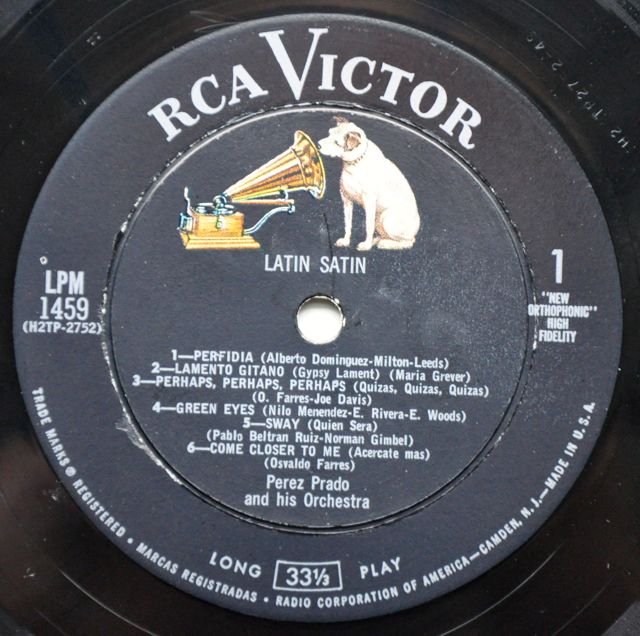 RCA VICTOR
LATIN SATIN
LPM
1459
(H2TP-2752)
1
"NEW
ORTHOPHONIC"
HIGH
FIDELITY
1—PERFIDIA (Alberto Dominguez-Milton-Leeds)
2—LAMENTO GITANO (Gypsy Lament) (Maria Grever)
3—PERHAPS, PERHAPS, PERHAPS (Quizas, Quizas, Quizas)
(O. Farres-Joe Davis)
4—GREEN EYES (Nilo Menendez-E. Rivera-E. Woods)
5—SWAY (Quien Sera)
(Pablo Beltran Ruiz-Norman Gimbel)
6—COME CLOSER TO ME (Acercate mas)
(Osvaldo Farres)
Perez Prado
and his Orchestra
LONG 33⅓ PLAY
TRADE MARKS ® REGISTERED • MARCAS REGISTRADAS • RADIO CORPORATION OF AMERICA—CAMDEN, N.J.—MADE IN U.S.A.